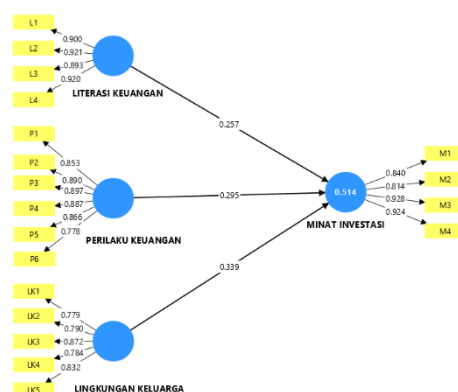 L1
L2
L3
L4
0.900
0.921
0.893
0.920
LITERASI KEUANGAN
0.257
P1
P2
P3
P4
P5
P6
0.853
0.890
0.897
0.887
0.866
0.778
PERILAKU KEUANGAN
0.295
LK1
LK2
LK3
LK4
LK5
0.779
0.790
0.872
0.784
0.832
LINGKUNGAN KELUARGA
0.339
0.514
MINAT INVESTASI
0.840
0.814
0.928
0.924
M1
M2
M3
M4